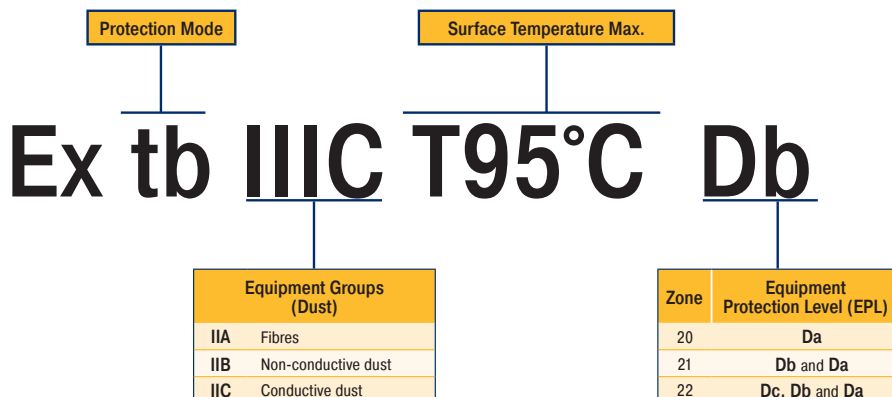 Protection Mode
Surface Temperature Max.
Ex tb IIIC T95°C Db
Equipment Groups
(Dust)
IIA Fibres
IIB Non-conductive dust
IIC Conductive dust
Zone Equipment
Protection Level (EPL)
20 Da
21 Db and Da
22 Dc, Db and Da